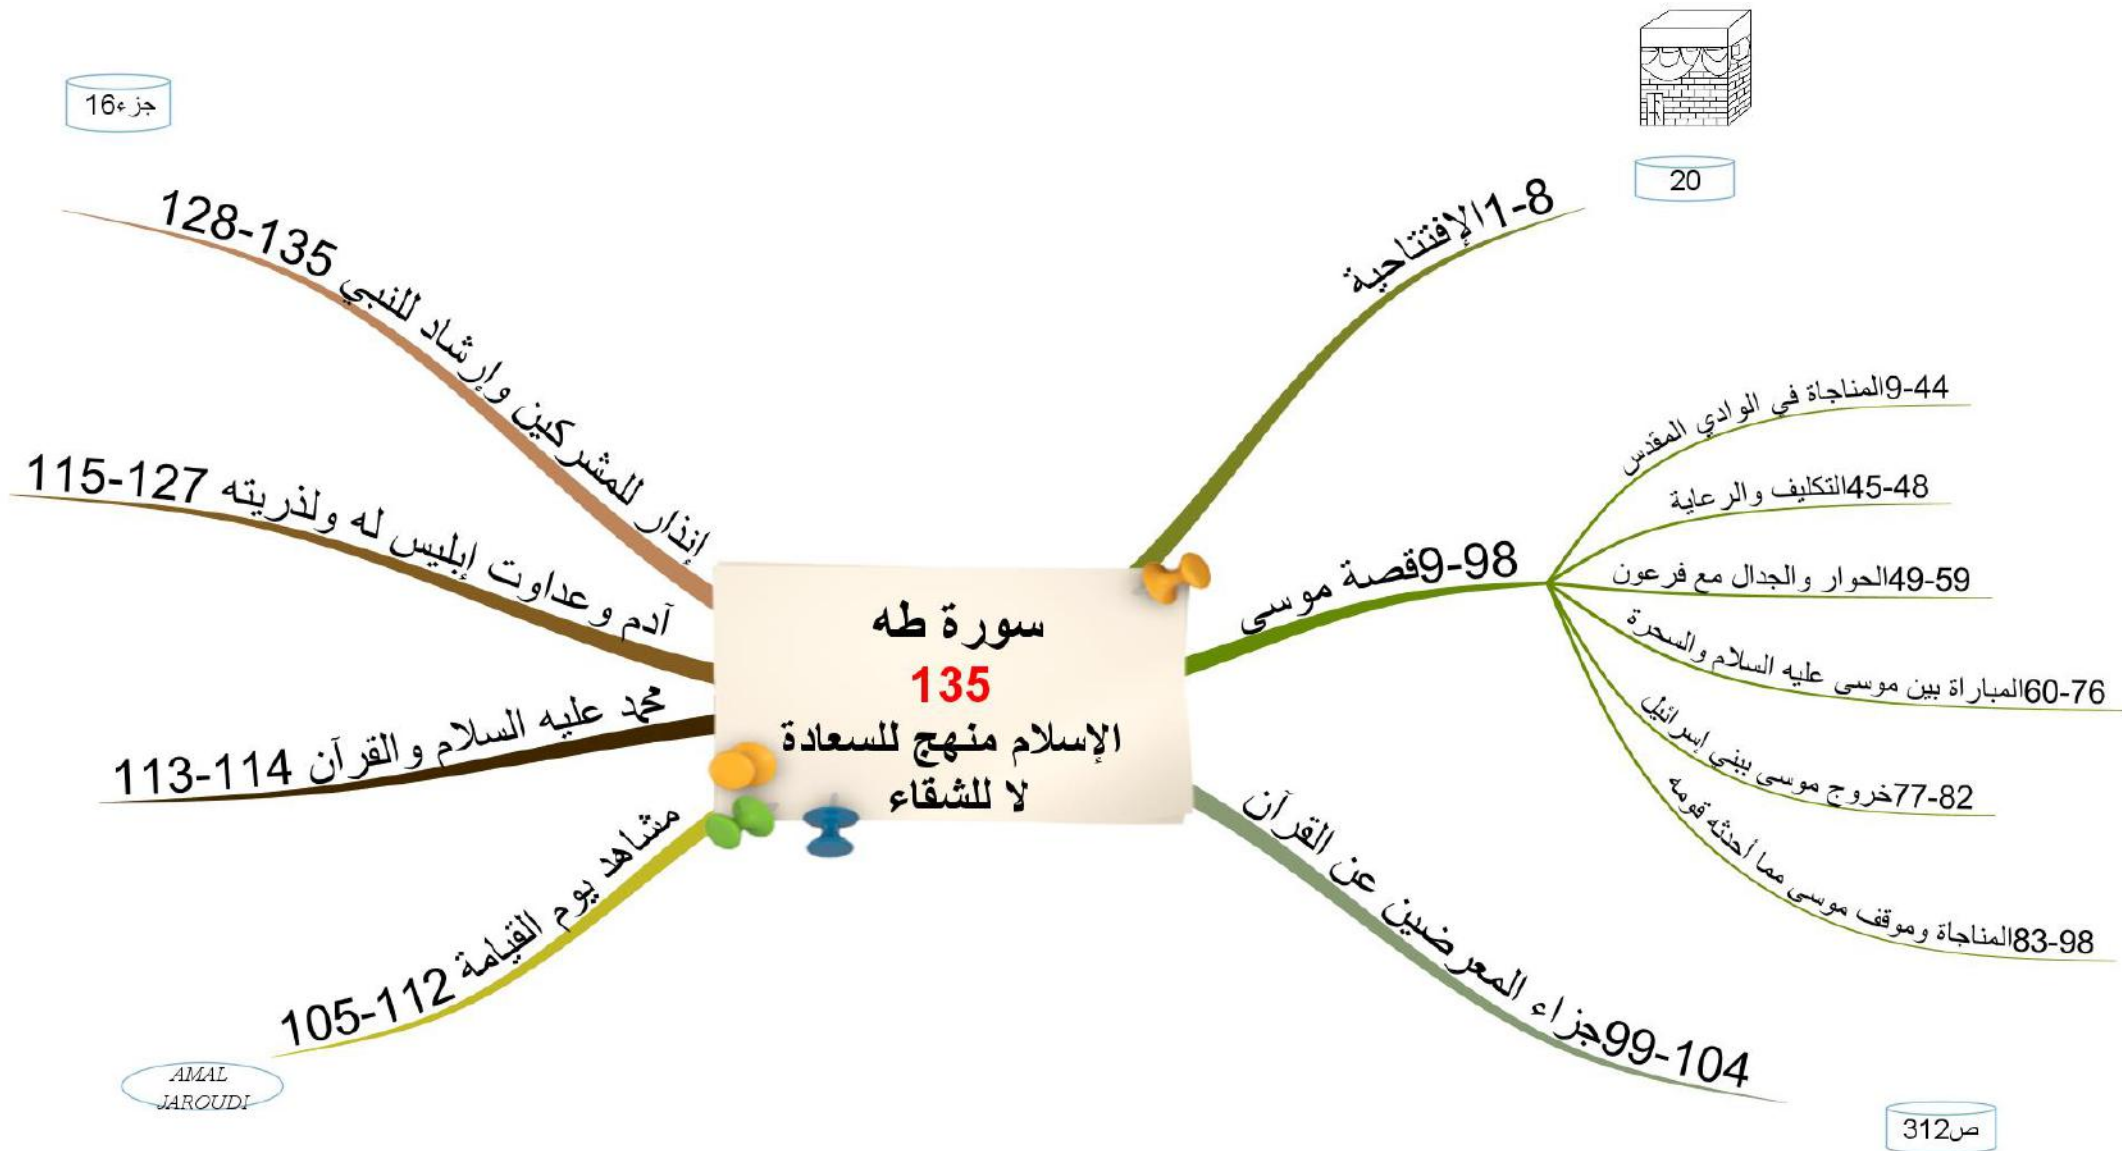 جزء16
20
سورة طه
135
الإسلام منهج للسعادة
لا للشقاء
1-8الإفتتاحية
9-98قصة موسى
9-44المناجاة في الوادي المقدس
45-48التكليف والرعاية
49-59الحوار والجدال مع فرعون
60-76المباراة بين موسى عليه السلام والسحرة
77-82خروج موسى ببني إسرائيل
83-98المناجاة وموقف موسى مما أحدثه قومه
99-104جزاء المعرضين عن القرآن
مشاهد يوم القيامة 105-112
محمد عليه السلام والقرآن 113-114
آدم وعداوت إبليس له ولذريته 115-127
إنذار للمشركين وإرشاد للنبي 128-135
AMAL
JAROUDI
ص312